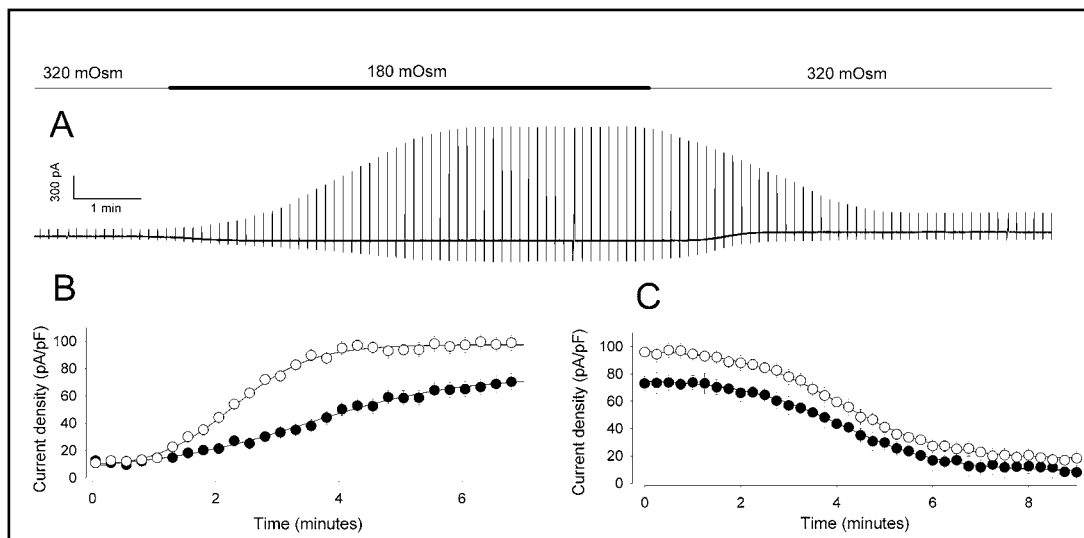 320 mOsm 180 mOsm 320 mOsm
A
300 pA
1 min
B
Current density (pA/pF)
100
80
60
40
20
0
0 2 4 6
Time (minutes)
C
Current density (pA/pF)
100
80
60
40
20
0
0 2 4 6 8
Time (minutes)